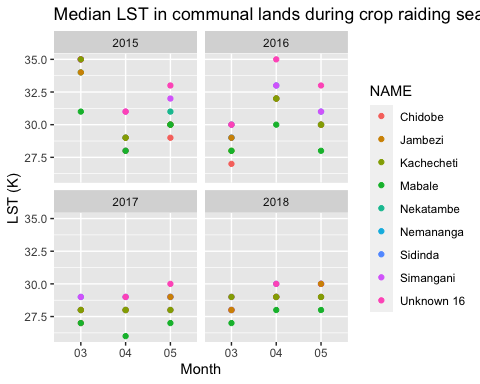 Median LST in communal lands during crop raiding sea
2015
2016
35.0
32.5
30.0
27.5
2017
2018
35.0
32.5
30.0
27.5
LST (K)
03
04
05
03
04
05
Month
NAME
Chidobe
Jambezi
Kachecheti
Mabale
Nekatambe
Nemananga
Sidinda
Simangani
Unknown 16